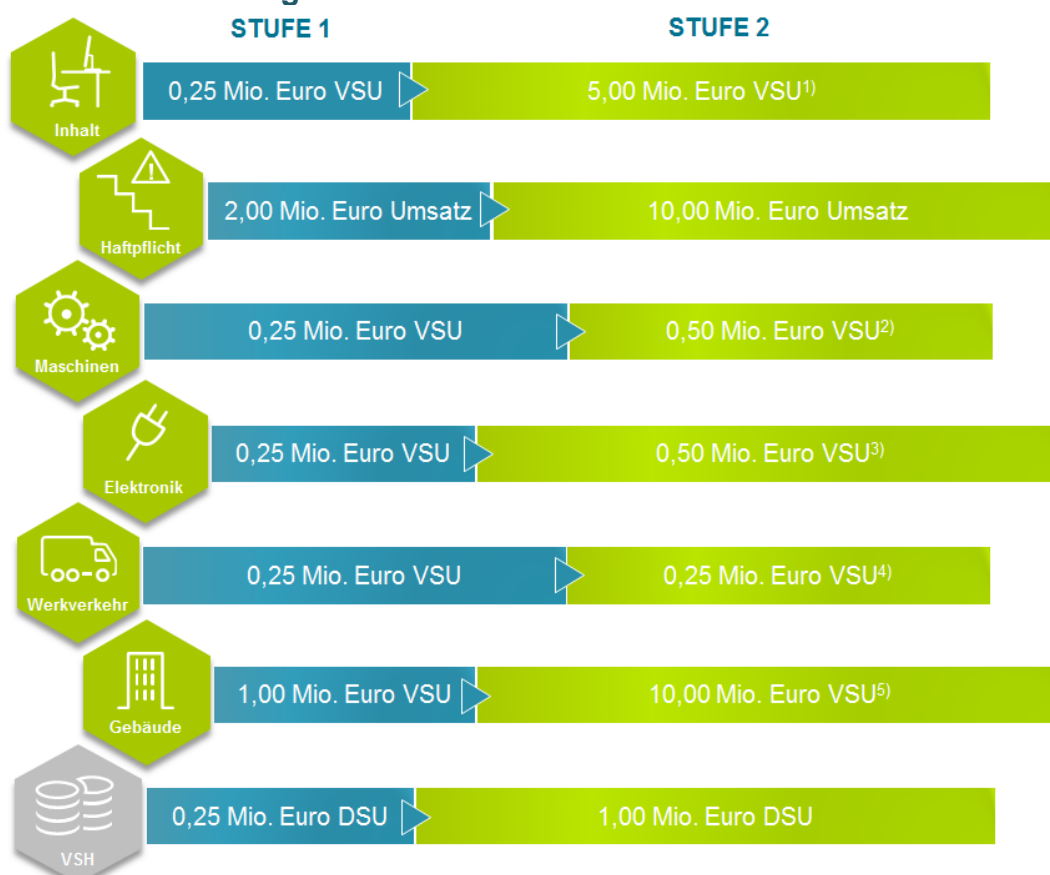 STUFE 1 STUFE 2
Inhalt 0,25 Mio. Euro VSU 5,00 Mio. Euro VSU¹⁾
Haftpflicht 2,00 Mio. Euro Umsatz 10,00 Mio. Euro Umsatz
Maschinen 0,25 Mio. Euro VSU 0,50 Mio. Euro VSU²⁾
Elektronik 0,25 Mio. Euro VSU 0,50 Mio. Euro VSU³⁾
Werkverkehr 0,25 Mio. Euro VSU 0,25 Mio. Euro VSU⁴⁾
Gebäude 1,00 Mio. Euro VSU 10,00 Mio. Euro VSU⁵⁾
VSH 0,25 Mio. Euro DSU 1,00 Mio. Euro DSU